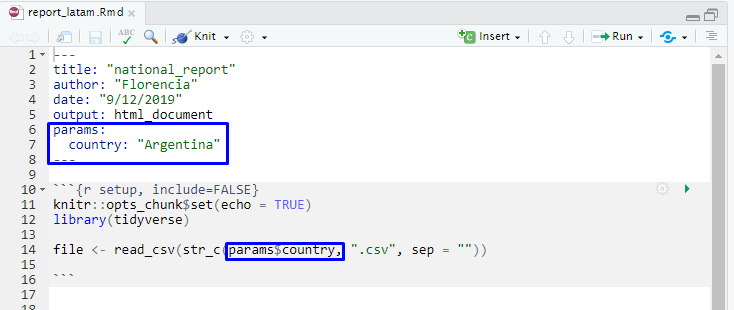 report_latam.Rmd
ABC Knit Insert Run
1 ---
2 title: "national_report"
3 author: "Florencia"
4 date: "9/12/2019"
5 output: html_document
6 params:
7   country: "Argentina"
8 ---
9
10 ```{r setup, include=FALSE}
11 knitr::opts_chunk$set(echo = TRUE)
12 library(tidyverse)
13
14 file <- read_csv(str_c(params$country, ".csv", sep = ""))
15
16 ```
17
18